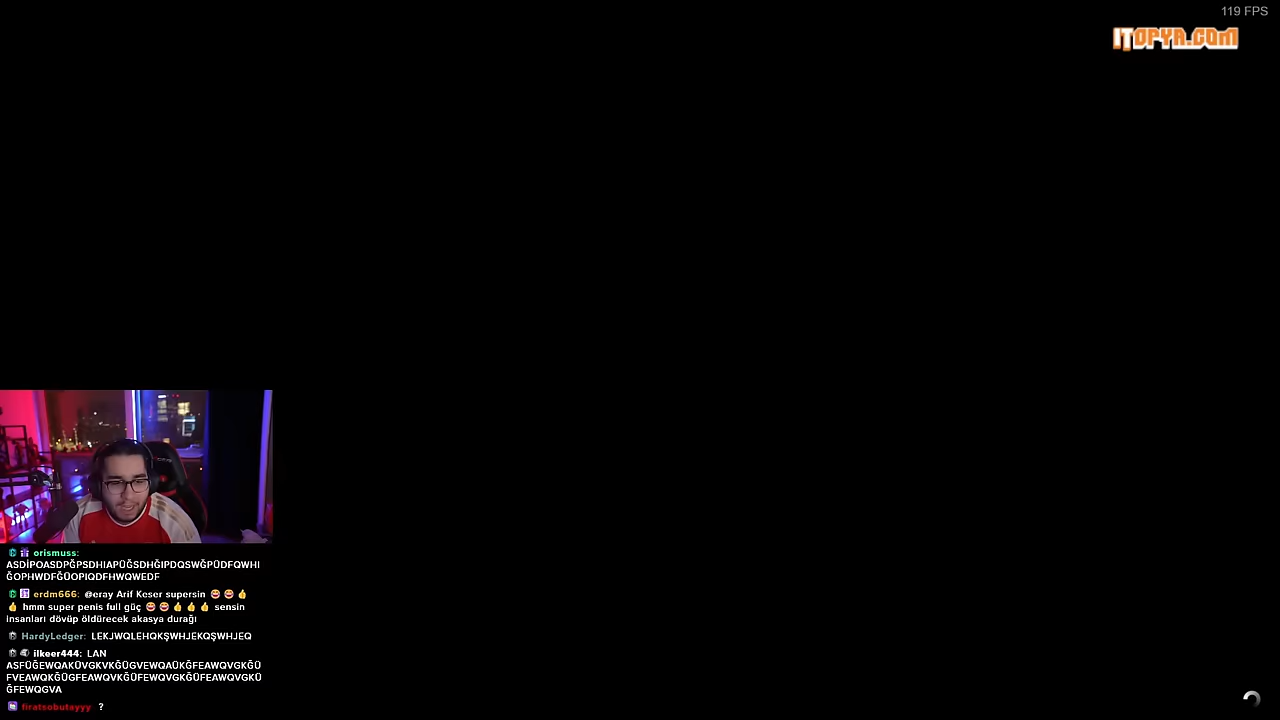 119 FPS
ITOPYA.COM
orismuss:
ASDİPOASDPĞPSDHIAPÜĞSDHĞIPDQSWĞPÜDFQWHI
ĞOPHWDFĞÜOPIQDFHWQWEDF
erdm666: @eray Arif Keser supersin 😂 😂 👍
👍 hmm super penis full güç 😂 😂 👍 👍 👍 sensin
insanları dövüp öldürecek akasya durağı
HardyLedger: LEKJWQLEHQKŞWHJEKQŞWHJEQ
ilkeer444: LAN
ASFÜĞEWQAKÜVGKVKĞÜGVEWQAÜKĞFEAWQVGKĞÜ
FVEAWQKĞÜGFEAWQVKĞÜFEWQVGKĞÜFEAWQVGKÜ
ĞFEWQGVA
firatsobutayyy ?